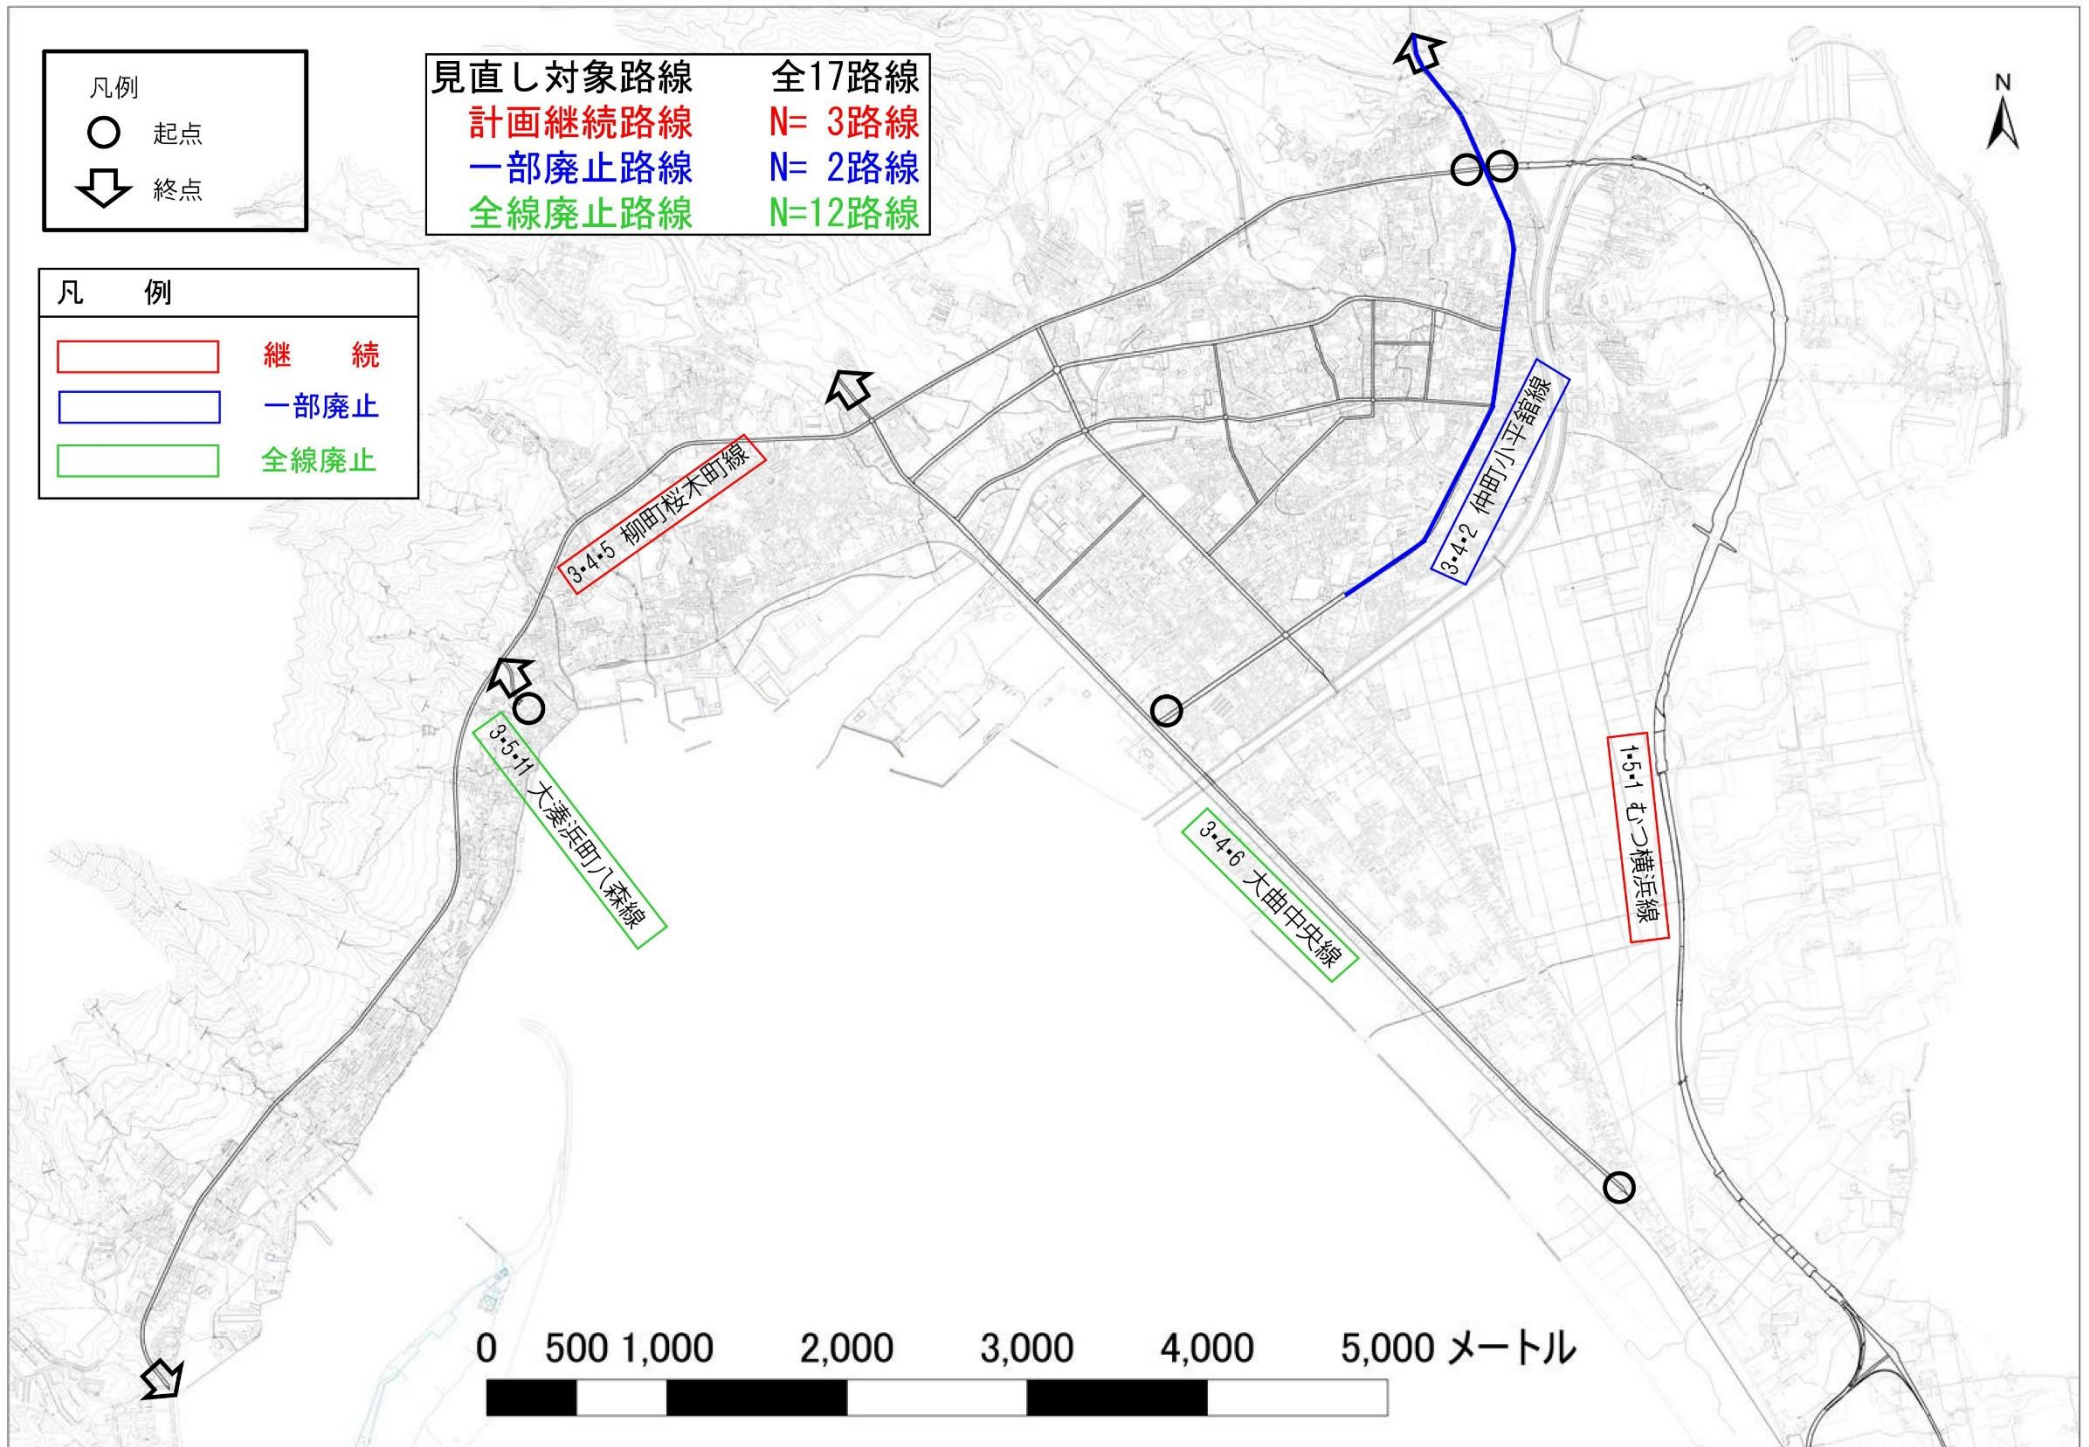 凡例
起点
終点
見直し対象路線 全17路線
計画継続路線 N= 3路線
一部廃止路線 N= 2路線
全線廃止路線 N=12路線
N
凡 例
継 続
一部廃止
全線廃止
3・4・5 柳町桜木町線
3・4・2 仲町小平舘線
3・5・11 大湊浜町八森線
3・4・6 大曲中央線
1・5・1 むつ横浜線
0 500 1,000 2,000 3,000 4,000 5,000 メートル